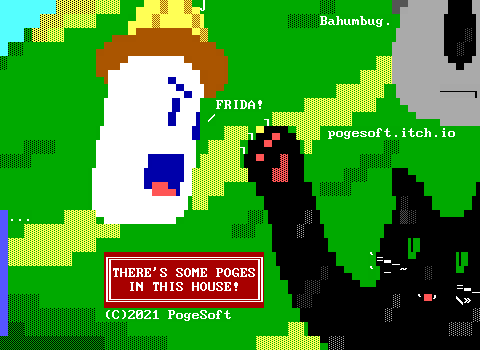 Bahumbug.
FRIDA!
pogesoft.itch.io
...
THERE'S SOME POGES
IN THIS HOUSE!
(C)2021 PogeSoft